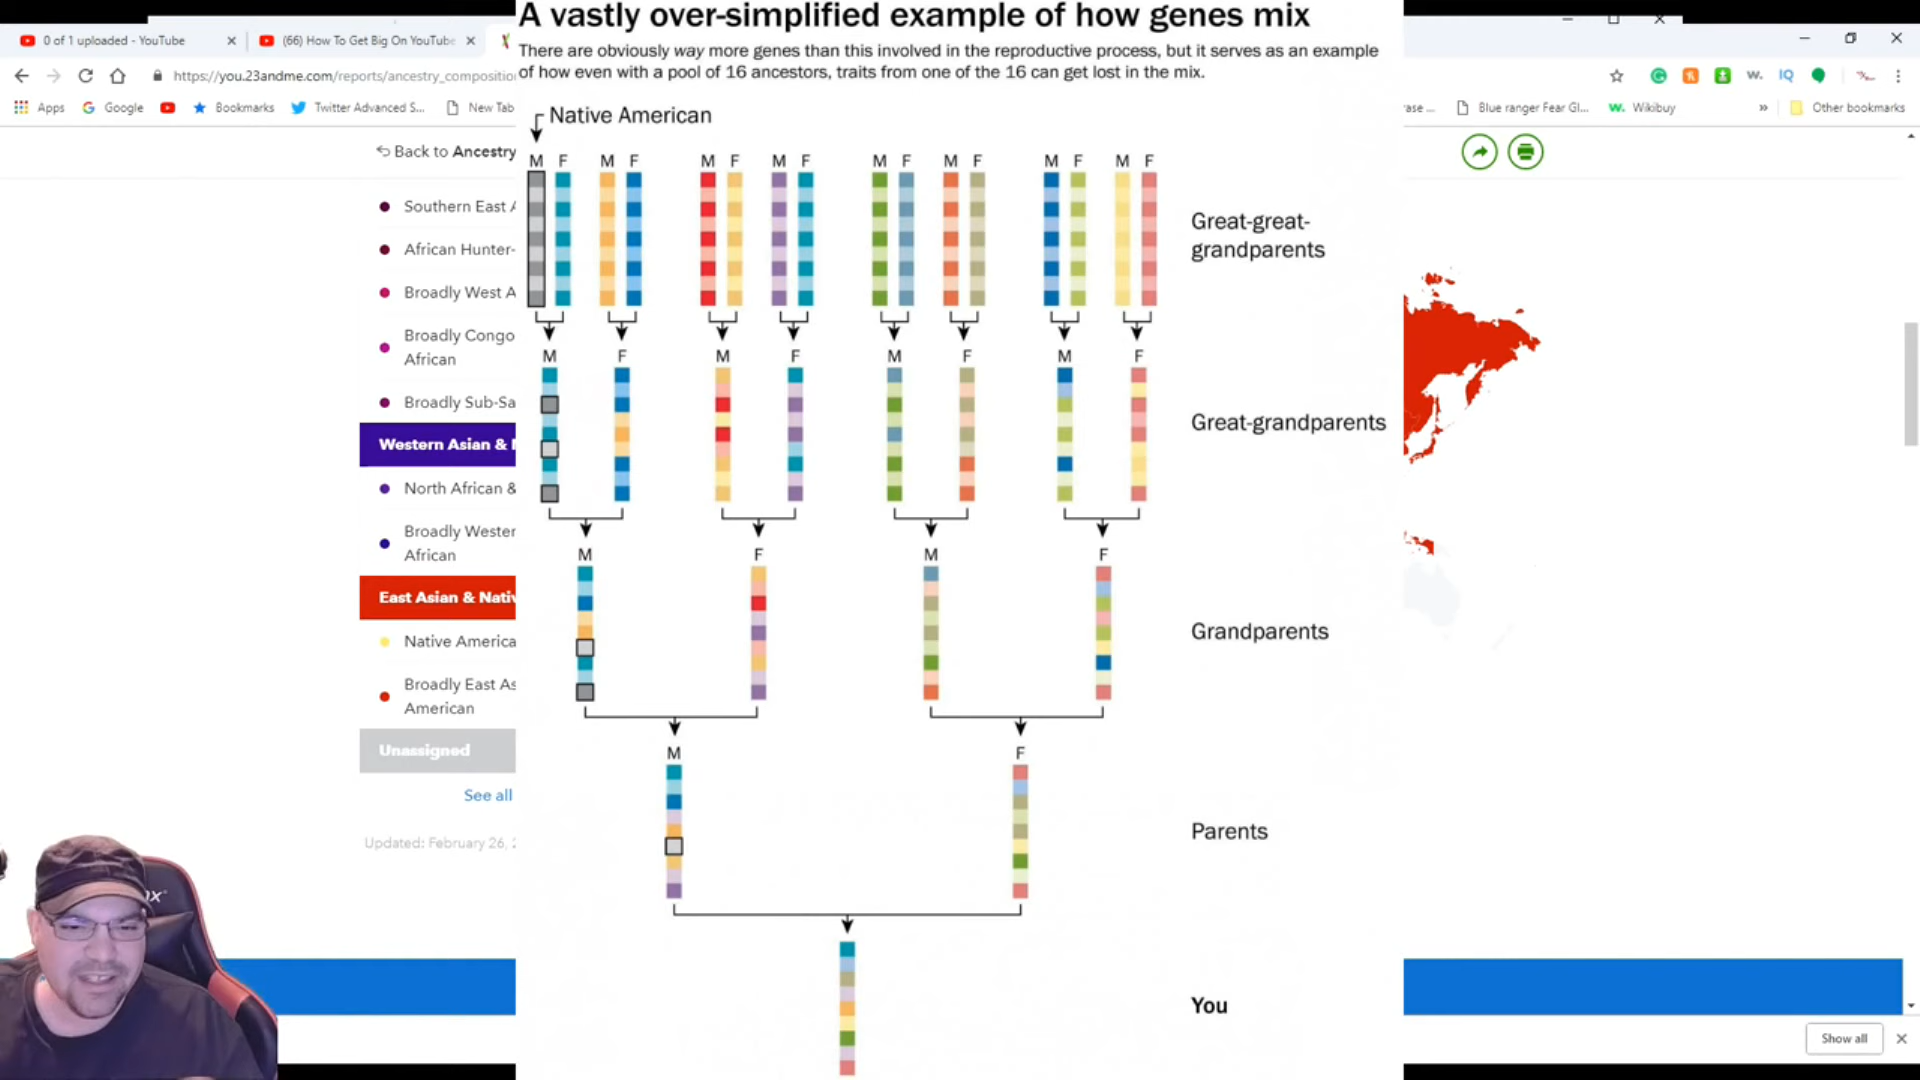 A vastly over-simplified example of how genes mix
0 of 1 uploaded - YouTube
(66) How To Get Big On YouTube
There are obviously way more genes than this involved in the reproductive process, but it serves as an example
of how even with a pool of 16 ancestors, traits from one of the 16 can get lost in the mix.
https://you.23andme.com/reports/ancestry_compositio
W.
IQ
Apps
Google
Bookmarks
Twitter Advanced S...
New Tab
rase ...
Blue ranger Fear Gl...
W.
Wikibuy
»
Other bookmarks
Native American
Back to Ancestry
M F M F M F M F M F M F M F M F
Southern East A
African Hunter-
Broadly West A
Broadly Congo
African
Broadly Sub-Sa
Western Asian &
North African &
Broadly Wester
African
East Asian & Nativ
Native America
Broadly East As
American
Unassigned
See all
Updated: February 26, 2
Great-great-
grandparents
M F M F M F M F
Great-grandparents
M F M F
Grandparents
M F
Parents
You
Show all